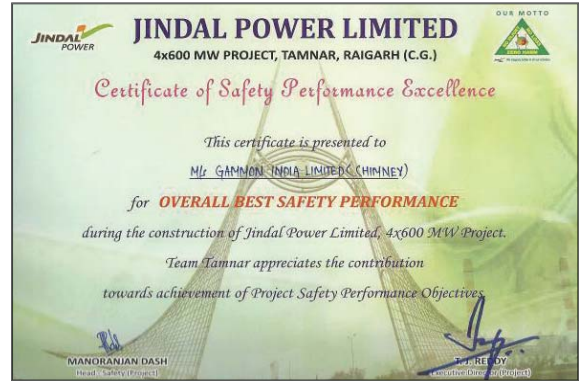 OUR MOTTO
JINDAL POWER
JINDAL POWER LIMITED
4x600 MW PROJECT, TAMNAR, RAIGARH (C.G.)
Certificate of Safety Performance Excellence
This certificate is presented to
M/s GAMMON INDIA LIMITED (CHIMNEY)
for OVERALL BEST SAFETY PERFORMANCE
during the construction of Jindal Power Limited, 4x600 MW Project.
Team Tamnar appreciates the contribution
towards achievement of Project Safety Performance Objectives
MANORANJAN DASH
Head - Safety (Project)
T. J. REDDY
Executive Director (Project)